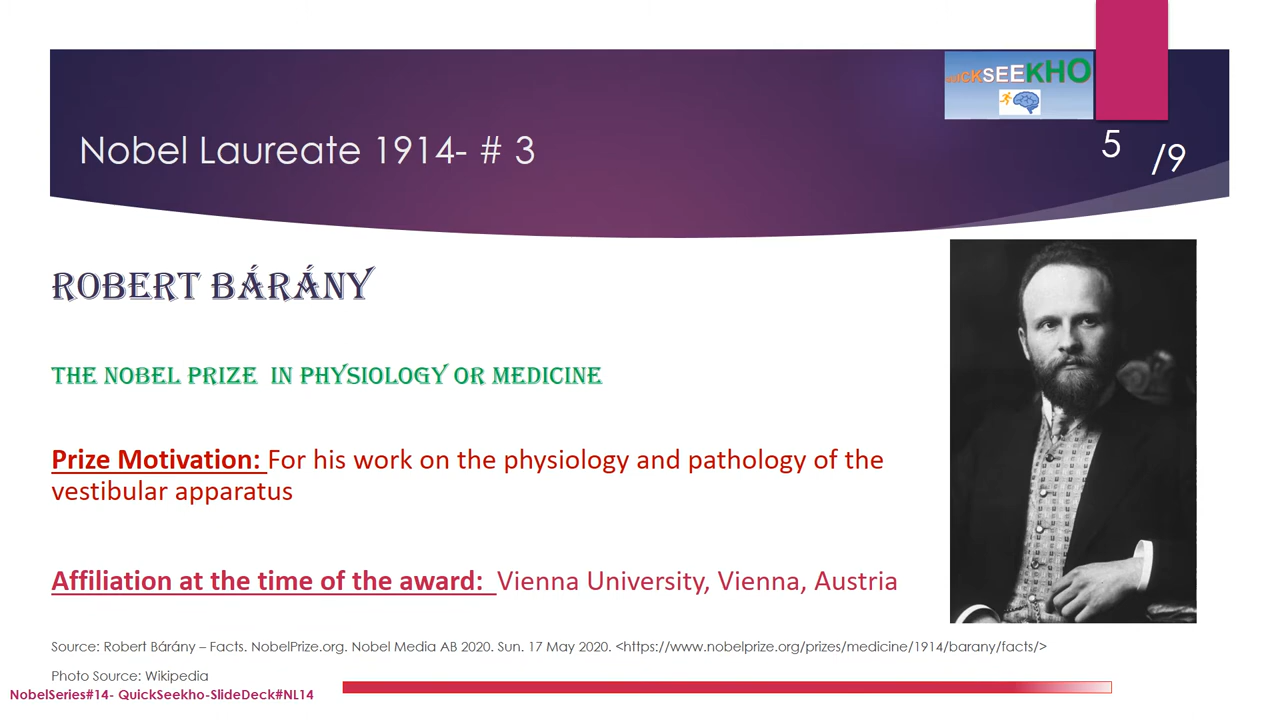 QUICKSEEKHO
Nobel Laureate 1914- # 3
5 /9
ROBERT BÁRÁNY
THE NOBEL PRIZE IN PHYSIOLOGY OR MEDICINE
Prize Motivation: For his work on the physiology and pathology of the
vestibular apparatus
Affiliation at the time of the award: Vienna University, Vienna, Austria
Source: Robert Bárány – Facts. NobelPrize.org. Nobel Media AB 2020. Sun. 17 May 2020. <https://www.nobelprize.org/prizes/medicine/1914/barany/facts/>
Photo Source: Wikipedia
NobelSeries#14- QuickSeekho-SlideDeck#NL14